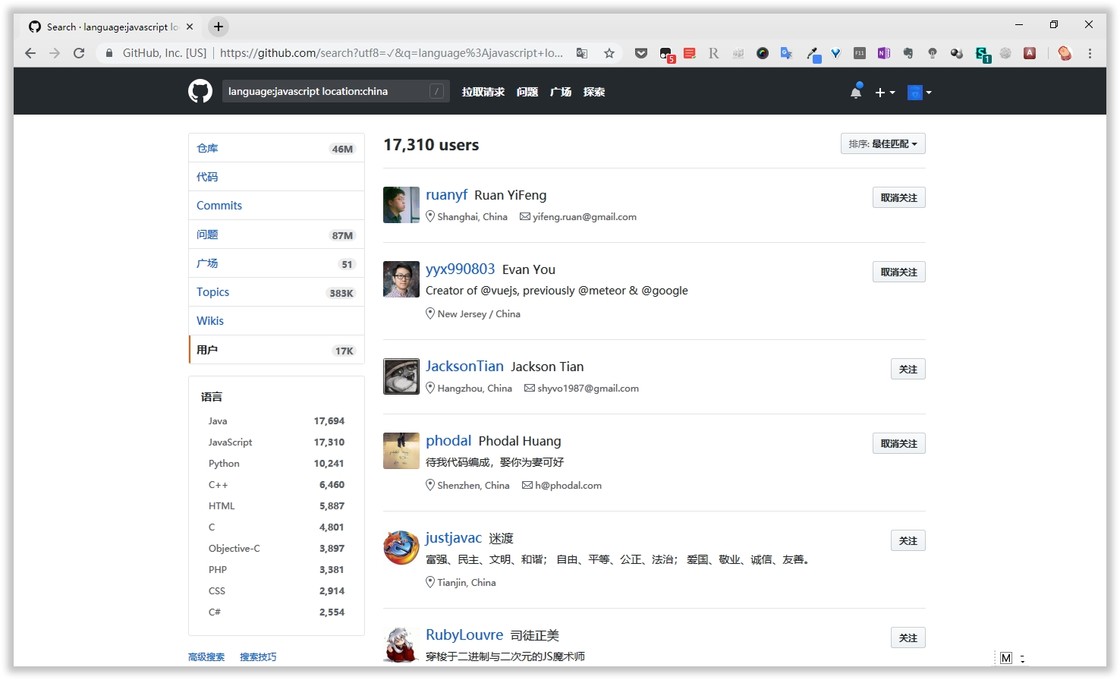 Search · language:javascript lo
GitHub, Inc. [US] | https://github.com/search?utf8=✓&q=language%3Ajavascript+lo...
5
1
language:javascript location:china /
拉取请求 问题 广场 探索
仓库 46M
代码
Commits
问题 87M
广场 51
Topics 383K
Wikis
用户 17K
语言
Java 17,694
JavaScript 17,310
Python 10,241
C++ 6,460
HTML 5,887
C 4,801
Objective-C 3,897
PHP 3,381
CSS 2,914
C# 2,554
高级搜索 搜索技巧
17,310 users
排序: 最佳匹配
ruanyf Ruan YiFeng
取消关注
Shanghai, China yifeng.ruan@gmail.com
yyx990803 Evan You
取消关注
Creator of @vuejs, previously @meteor & @google
New Jersey / China
JacksonTian Jackson Tian
关注
Hangzhou, China shyvo1987@gmail.com
phodal Phodal Huang
取消关注
待我代码编成，娶你为妻可好
Shenzhen, China h@phodal.com
justjavac 迷渡
关注
富强、民主、文明、和谐； 自由、平等、公正、法治； 爱国、敬业、诚信、友善。
Tianjin, China
RubyLouvre 司徒正美
关注
穿梭于二进制与二次元的JS魔术师
M